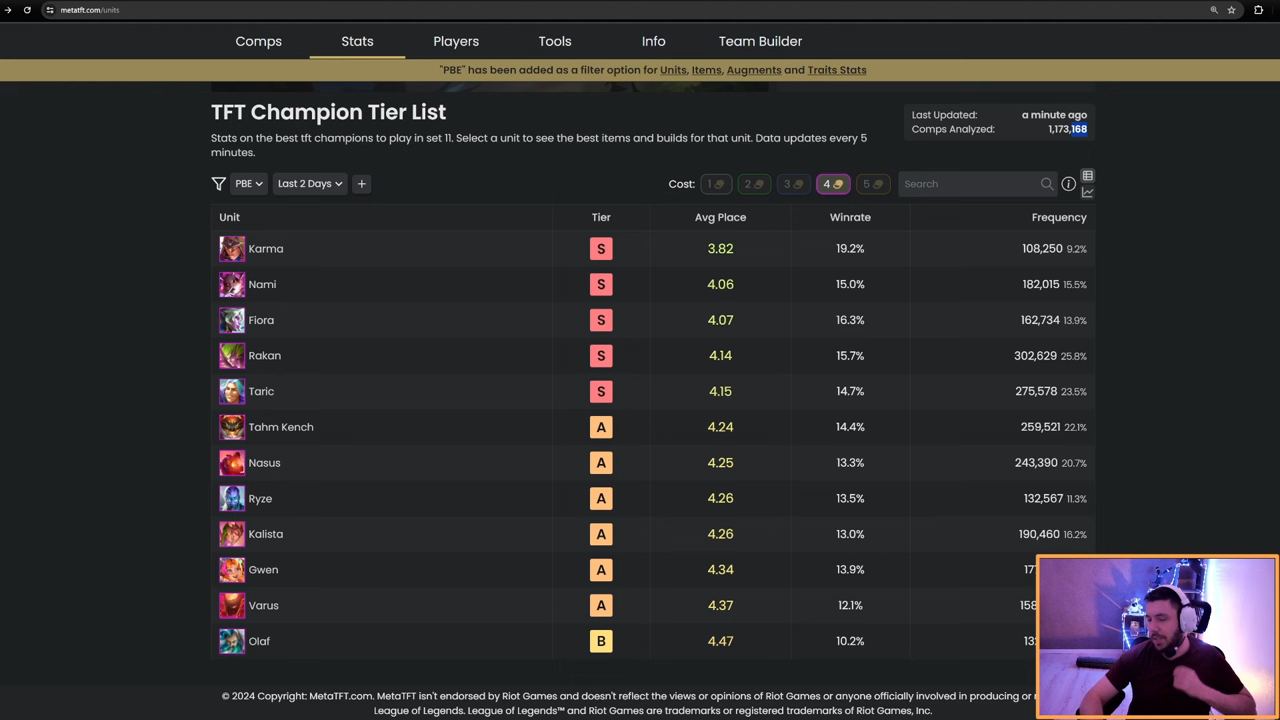 metatft.com/units
Comps Stats Players Tools Info Team Builder
"PBE" has been added as a filter option for Units, Items, Augments and Traits Stats
TFT Champion Tier List
Stats on the best tft champions to play in set 11. Select a unit to see the best items and builds for that unit. Data updates every 5
minutes.
Last Updated: a minute ago
Comps Analyzed: 1,173,168
PBE Last 2 Days + Cost: 1 2 3 4 5 Search
Unit Tier Avg Place Winrate Frequency
Karma S 3.82 19.2% 108,250 9.2%
Nami S 4.06 15.0% 182,015 15.5%
Fiora S 4.07 16.3% 162,734 13.9%
Rakan S 4.14 15.7% 302,629 25.8%
Taric S 4.15 14.7% 275,578 23.5%
Tahm Kench A 4.24 14.4% 259,521 22.1%
Nasus A 4.25 13.3% 243,390 20.7%
Ryze A 4.26 13.5% 132,567 11.3%
Kalista A 4.26 13.0% 190,460 16.2%
Gwen A 4.34 13.9%
Varus A 4.37 12.1%
Olaf B 4.47 10.2%
© 2024 Copyright: MetaTFT.com. MetaTFT isn't endorsed by Riot Games and doesn't reflect the views or opinions of Riot Games or anyone officially involved in producing or
League of Legends. League of Legends™ and Riot Games are trademarks or registered trademarks of Riot Games, Inc.